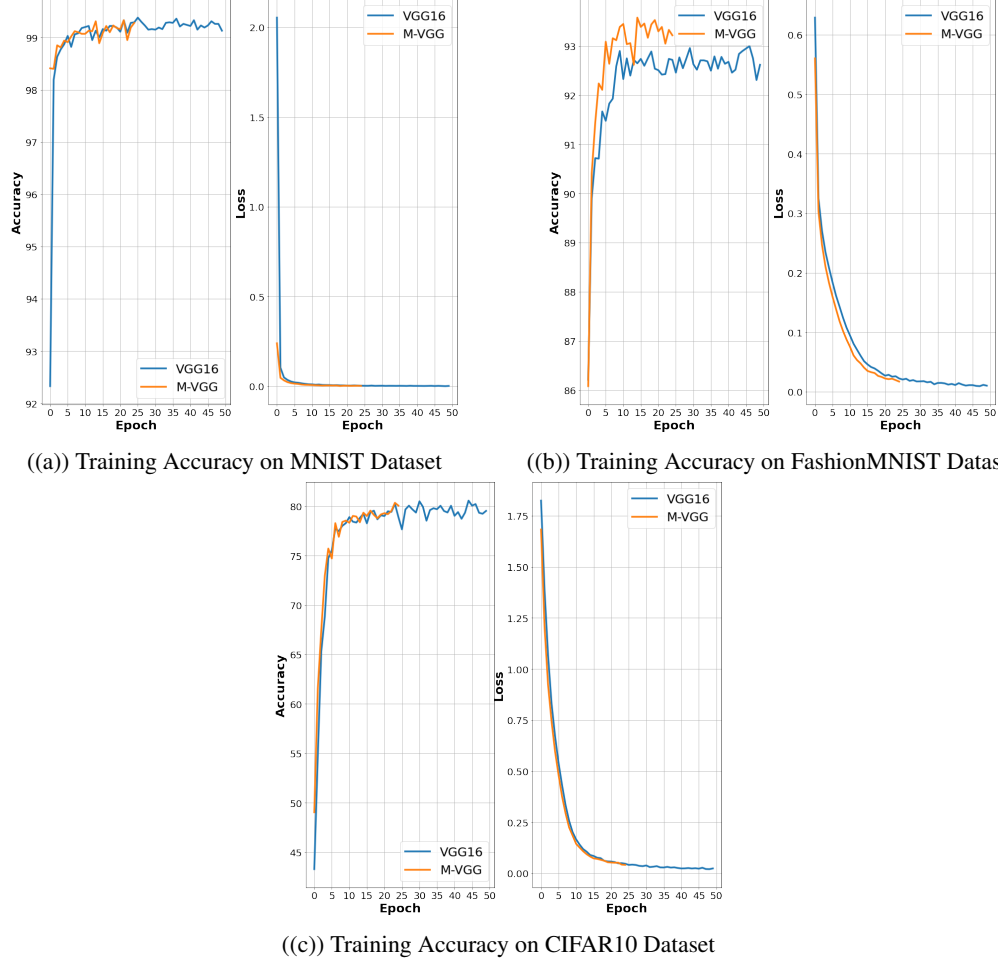 VGG16
M-VGG
99
98
97
96
95
94
93
92
Accuracy
0 5 10 15 20 25 30 35 40 45 50
Epoch
VGG16
M-VGG
2.0
1.5
1.0
0.5
0.0
Loss
0 5 10 15 20 25 30 35 40 45 50
Epoch
VGG16
M-VGG
93
92
91
90
89
88
87
86
Accuracy
0 5 10 15 20 25 30 35 40 45 50
Epoch
VGG16
M-VGG
0.6
0.5
0.4
0.3
0.2
0.1
0.0
Loss
0 5 10 15 20 25 30 35 40 45 50
Epoch
((a)) Training Accuracy on MNIST Dataset
((b)) Training Accuracy on FashionMNIST Datas
80
75
70
65
60
55
50
45
Accuracy
VGG16
M-VGG
0 5 10 15 20 25 30 35 40 45 50
Epoch
VGG16
M-VGG
1.75
1.50
1.25
1.00
0.75
0.50
0.25
0.00
Loss
0 5 10 15 20 25 30 35 40 45 50
Epoch
((c)) Training Accuracy on CIFAR10 Dataset